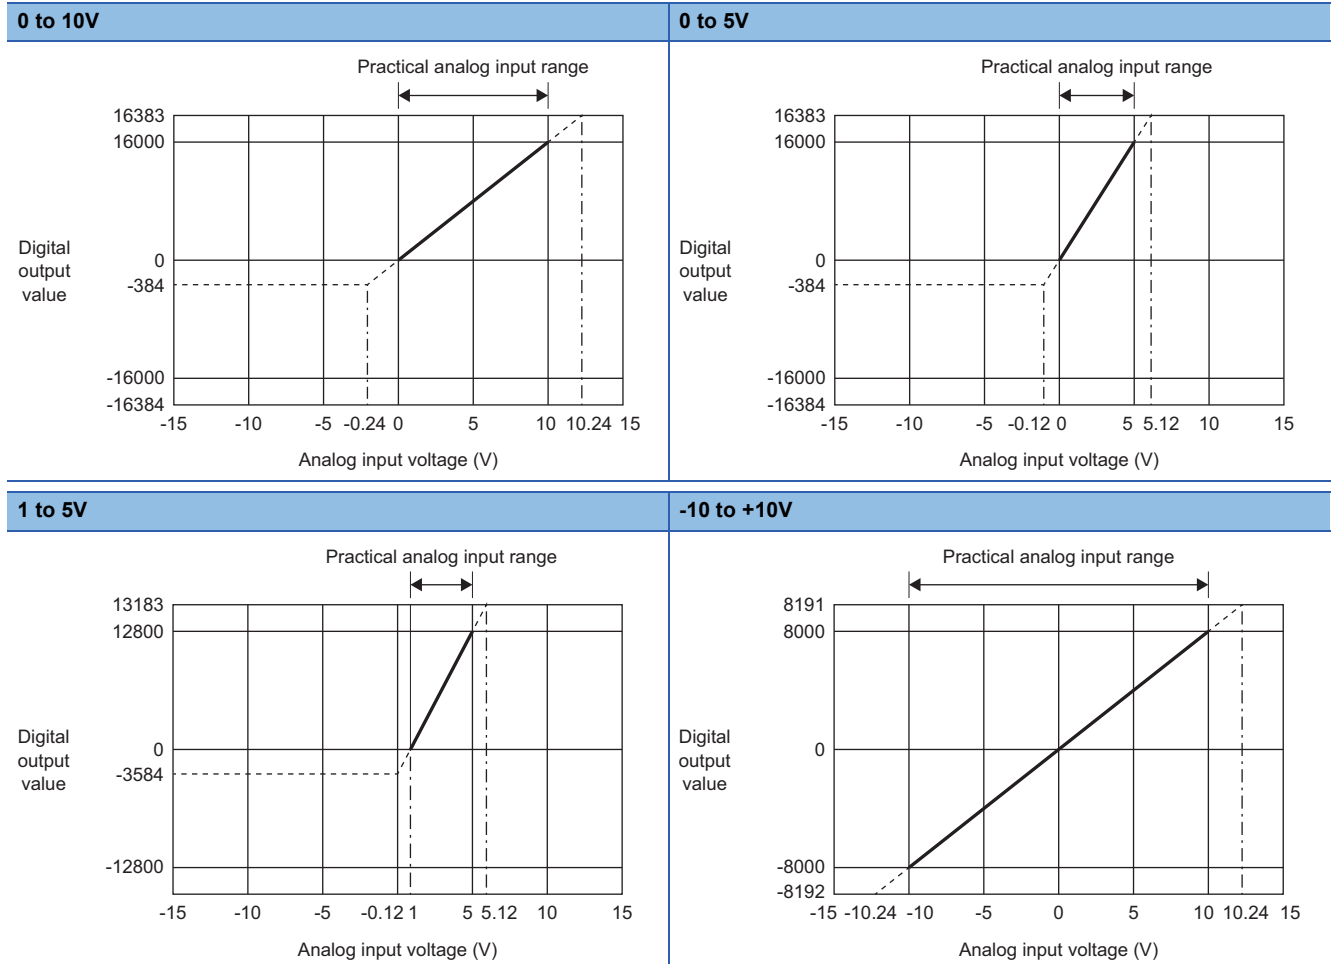 0 to 10V
Practical analog input range
16383
16000
0
-384
-16000
-16384
Digital
output
value
-15 -10 -5 -0.24 0 5 10 10.24 15
Analog input voltage (V)
0 to 5V
Practical analog input range
16383
16000
0
-384
-16000
-16384
Digital
output
value
-15 -10 -5 -0.12 0 5 5.12 10 15
Analog input voltage (V)
1 to 5V
Practical analog input range
13183
12800
0
-3584
-12800
Digital
output
value
-15 -10 -5 -0.12 1 5 5.12 10 15
Analog input voltage (V)
-10 to +10V
Practical analog input range
8191
8000
0
-8000
-8192
Digital
output
value
-15 -10.24 -10 -5 0 5 10 10.24 15
Analog input voltage (V)